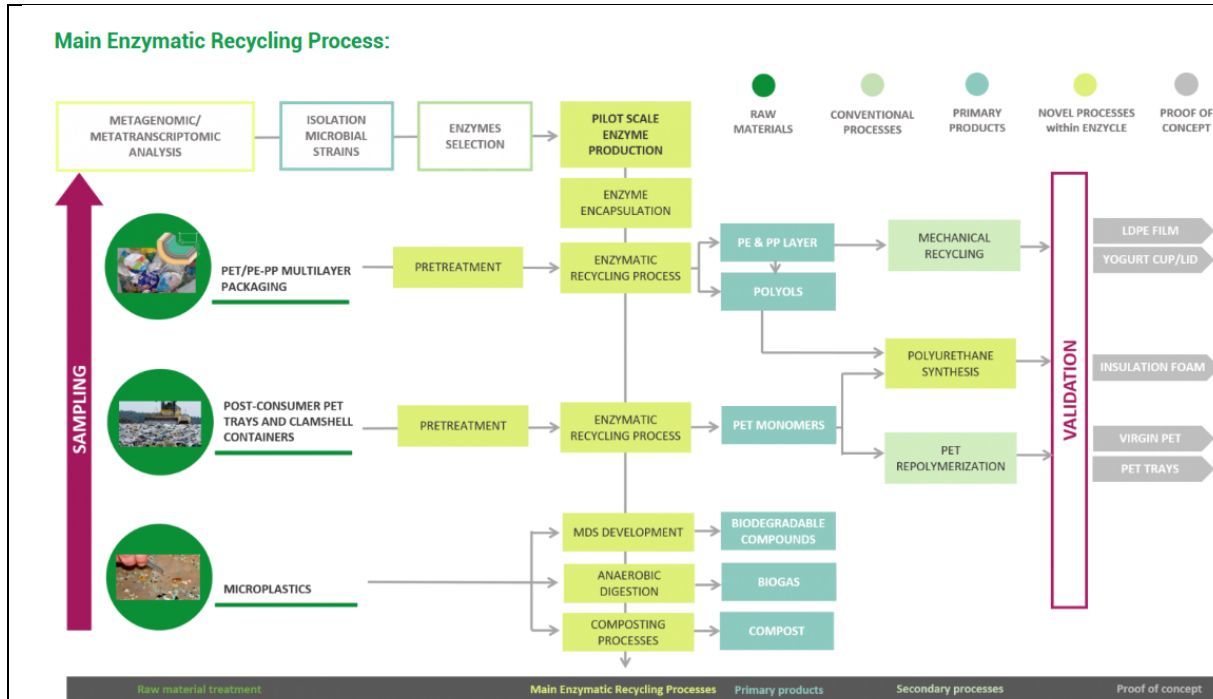 Main Enzymatic Recycling Process:
RAW
MATERIALS
CONVENTIONAL
PROCESSES
PRIMARY
PRODUCTS
NOVEL PROCESSES
within ENZYCLE
PROOF OF
CONCEPT
METAGENOMIC/
METATRANSCRIPTOMIC
ANALYSIS
ISOLATION
MICROBIAL
STRAINS
ENZYMES
SELECTION
PILOT SCALE
ENZYME
PRODUCTION
ENZYME
ENCAPSULATION
SAMPLING
PET/PE-PP MULTILAYER
PACKAGING
PRETREATMENT
ENZYMATIC
RECYCLING PROCESS
PE & PP LAYER
POLYOLS
MECHANICAL
RECYCLING
VALIDATION
LDPE FILM
YOGURT CUP/LID
POLYURETHANE
SYNTHESIS
INSULATION FOAM
POST-CONSUMER PET
TRAYS AND CLAMSHELL
CONTAINERS
PRETREATMENT
ENZYMATIC
RECYCLING PROCESS
PET MONOMERS
PET
REPOLYMERIZATION
VIRGIN PET
PET TRAYS
MICROPLASTICS
MDS DEVELOPMENT
BIODEGRADABLE
COMPOUNDS
ANAEROBIC
DIGESTION
BIOGAS
COMPOSTING
PROCESSES
COMPOST
Raw material treatment
Main Enzymatic Recycling Processes
Primary products
Secondary processes
Proof of concept